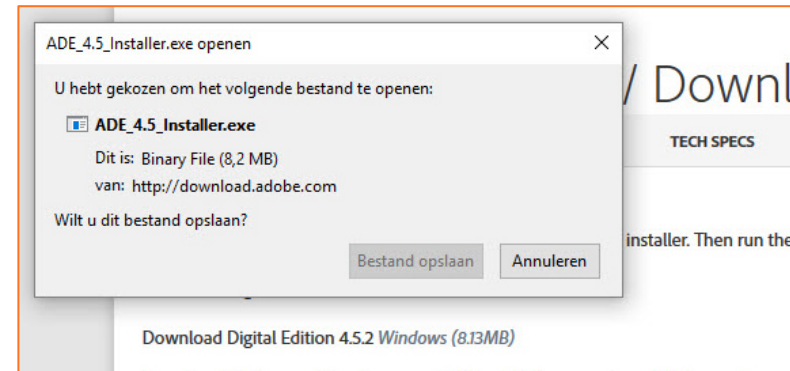 ADE_4.5_Installer.exe openen
U hebt gekozen om het volgende bestand te openen:
ADE_4.5_Installer.exe
Dit is: Binary File (8,2 MB)
van: http://download.adobe.com
Wilt u dit bestand opslaan?
Bestand opslaan
Annuleren
/ Downl
TECH SPECS
installer. Then run the
Download Digital Edition 4.5.2 Windows (8.13MB)